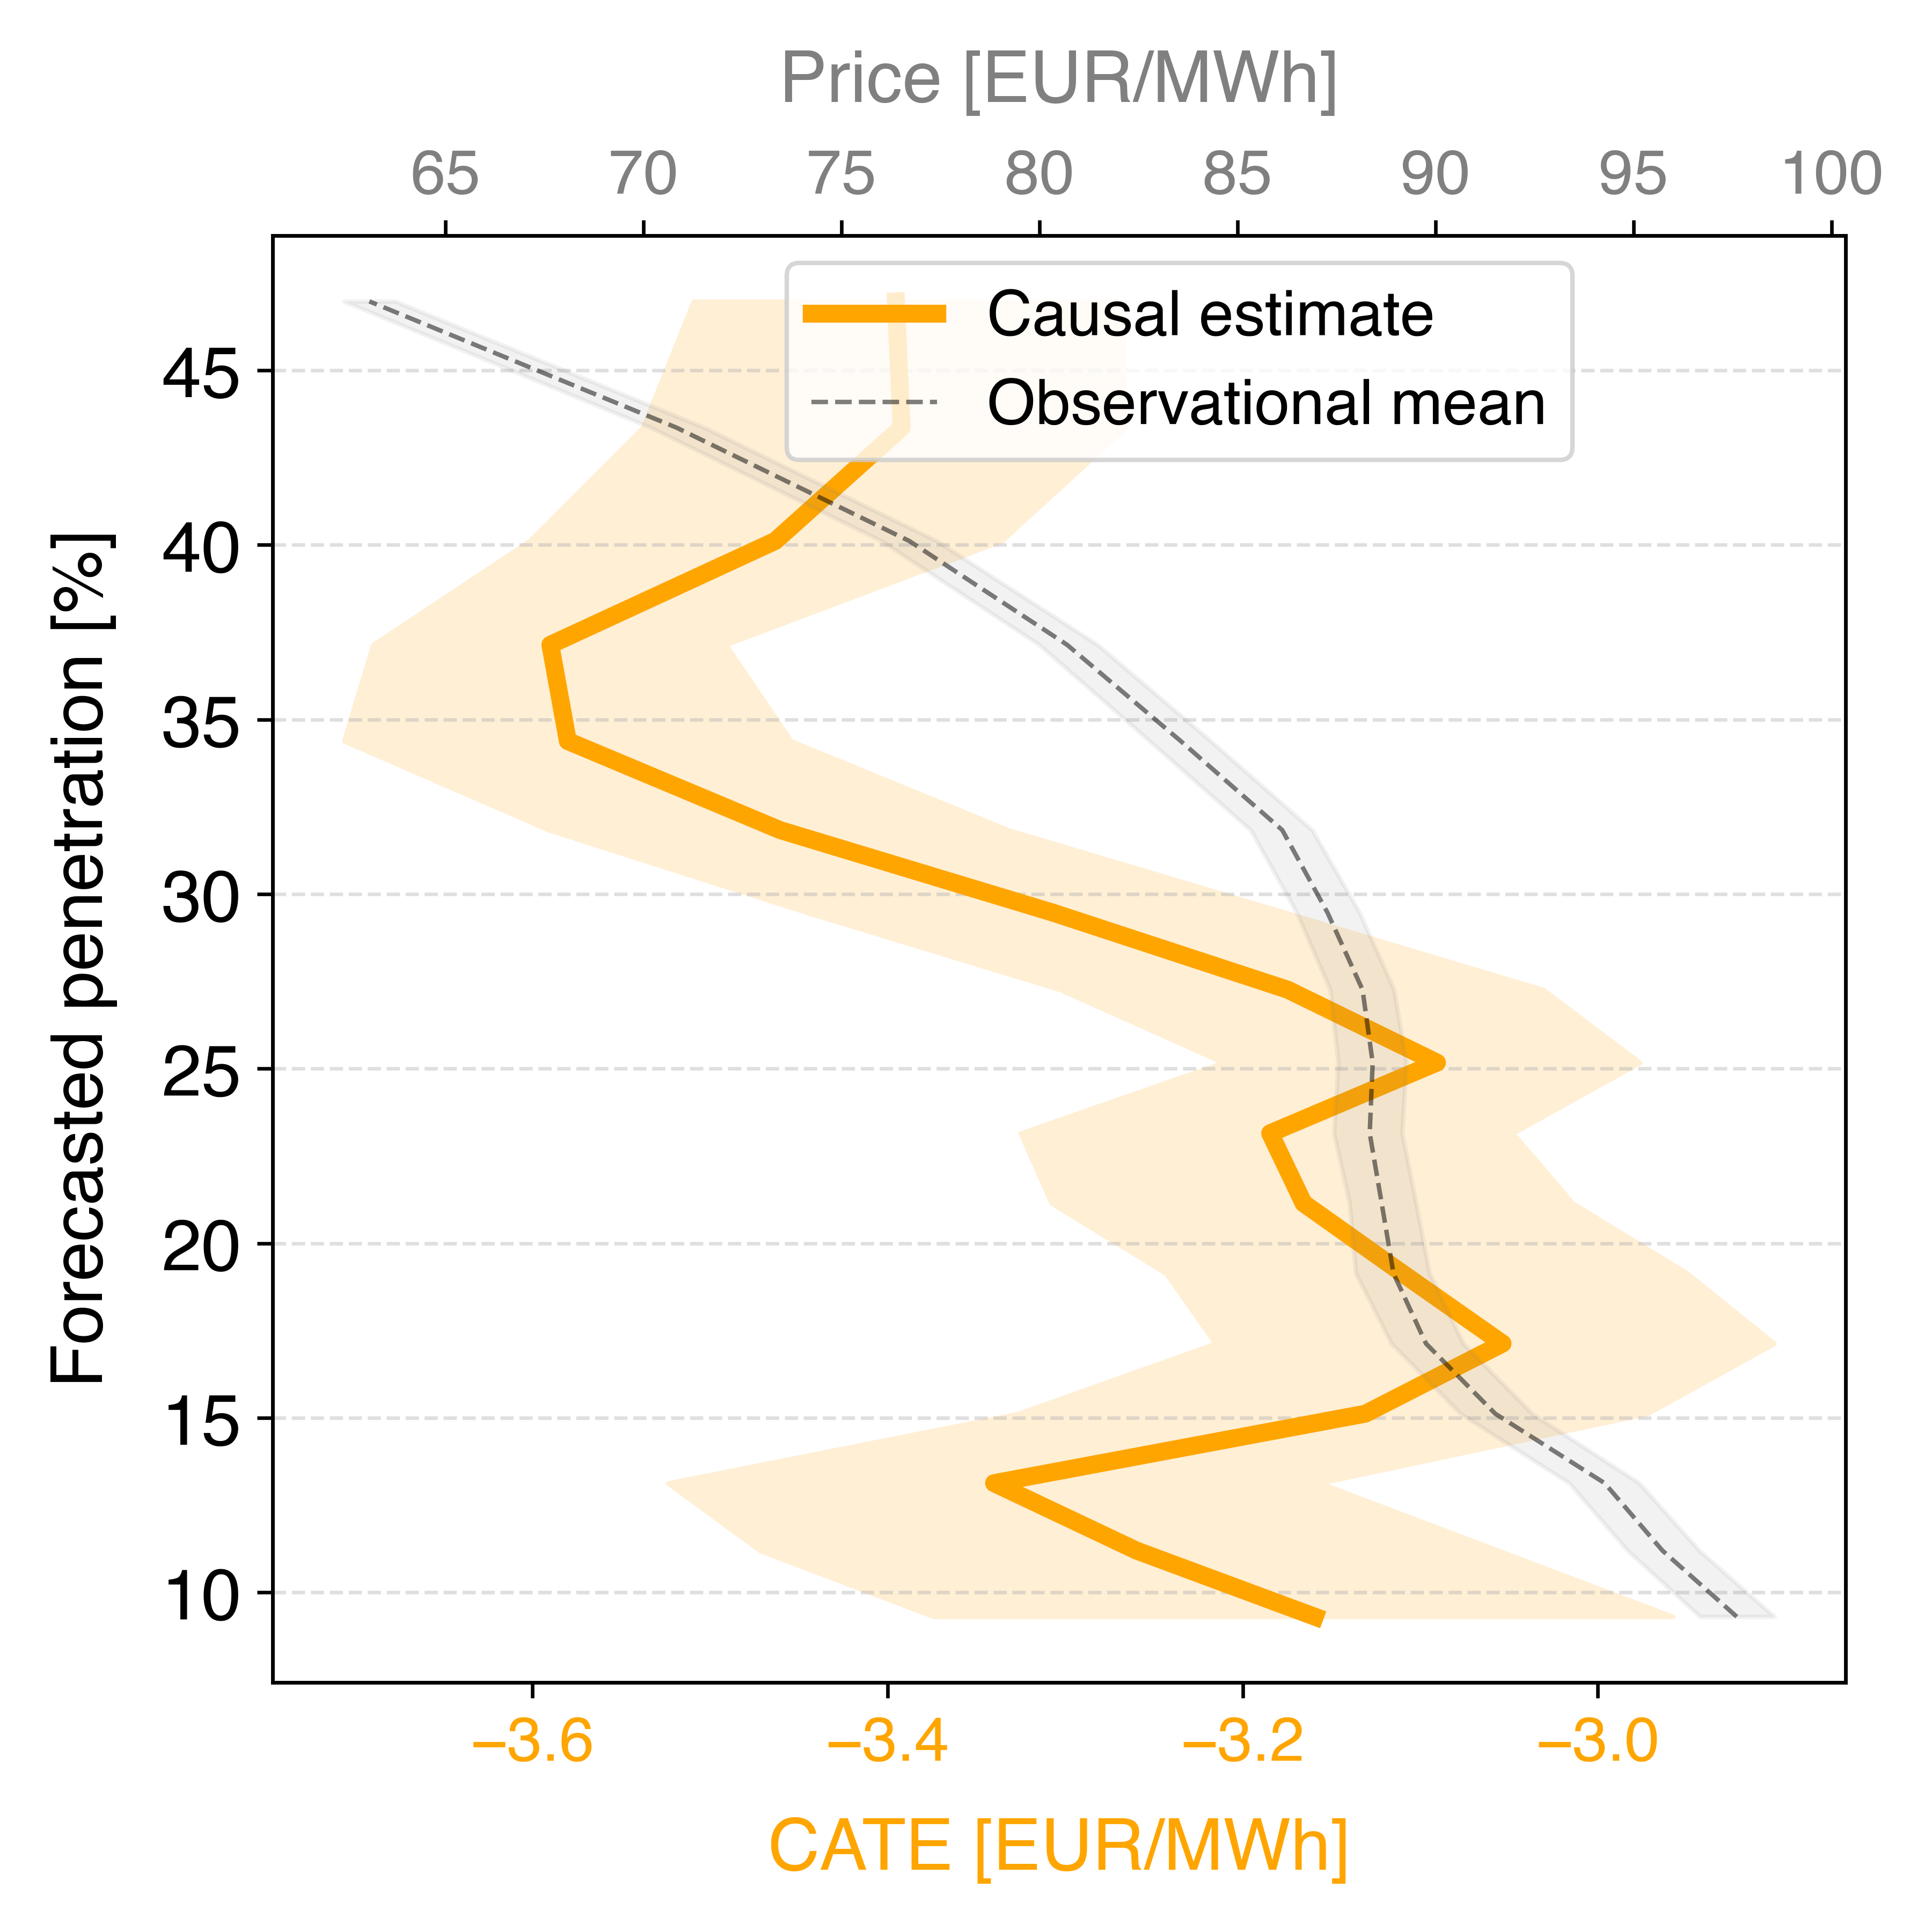 Price [EUR/MWh]
65 70 75 80 85 90 95 100
Causal estimate
Observational mean
Forecasted penetration [%]
45
40
35
30
25
20
15
10
−3.6 −3.4 −3.2 −3.0
CATE [EUR/MWh]